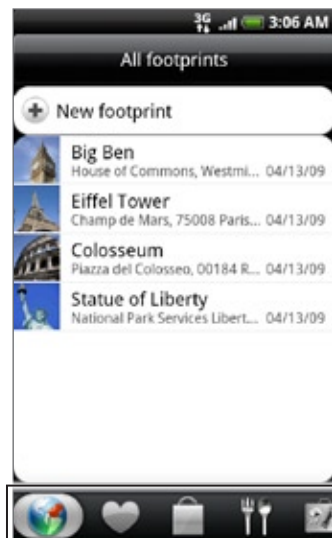 3G 3:06 AM
All footprints
New footprint
Big Ben
House of Commons, Westmi... 04/13/09
Eiffel Tower
Champ de Mars, 75008 Paris... 04/13/09
Colosseum
Piazza del Colosseo, 00184 R... 04/13/09
Statue of Liberty
National Park Services Libert... 04/13/09